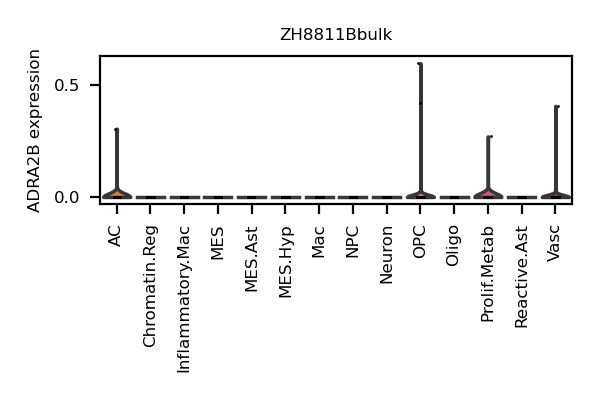 ZH8811Bbulk
ADRA2B expression
0.5
0.0
AC
Chromatin.Reg
Inflammatory.Mac
MES
MES.Ast
MES.Hyp
Mac
NPC
Neuron
OPC
Oligo
Prolif.Metab
Reactive.Ast
Vasc